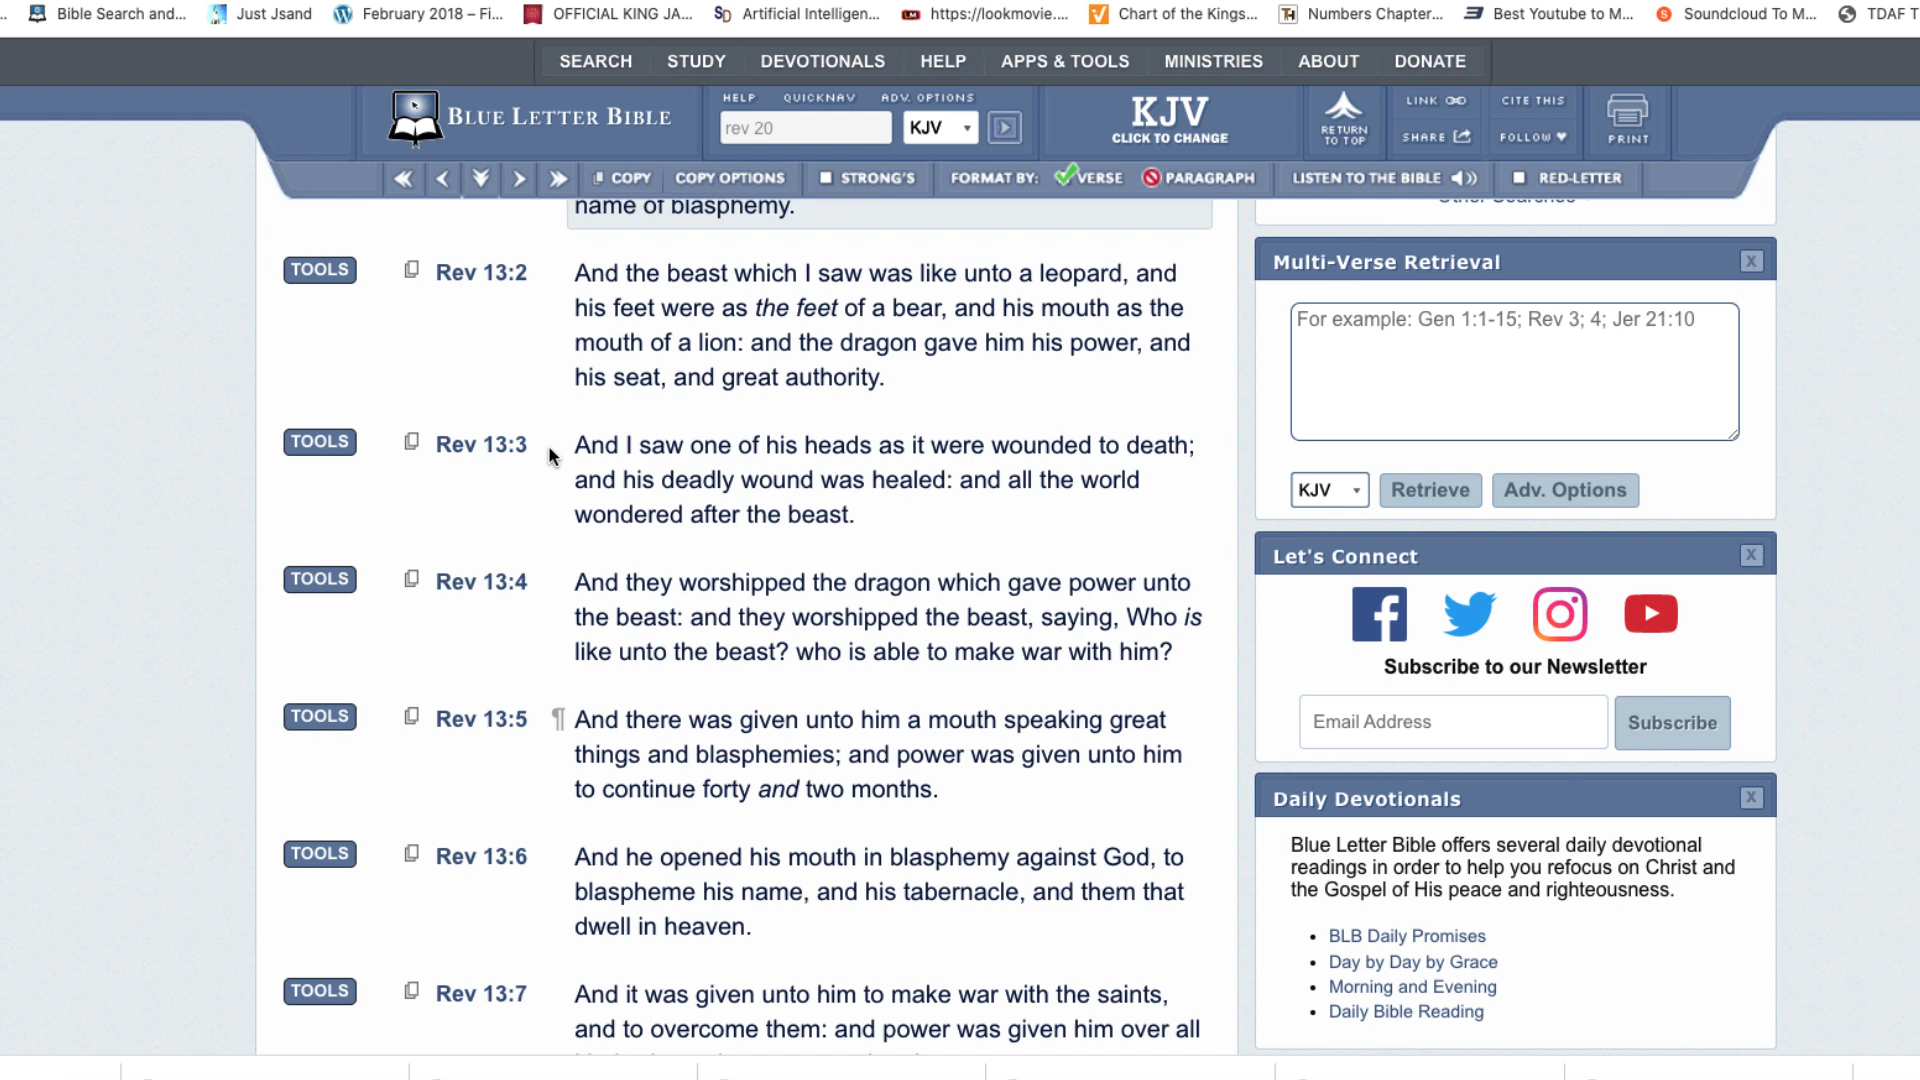 Bible Search and... Just Jsand February 2018 – Fi... OFFICIAL KING JA... Artificial Intelligen... https://lookmovie.... Chart of the Kings... Numbers Chapter... Best Youtube to M... Soundcloud To M... TDAF T
SEARCH STUDY DEVOTIONALS HELP APPS & TOOLS MINISTRIES ABOUT DONATE
BLUE LETTER BIBLE
HELP QUICKNAV ADV. OPTIONS
rev 20 KJV
KJV
CLICK TO CHANGE
RETURN
TO TOP
LINK CITE THIS
SHARE FOLLOW
PRINT
COPY COPY OPTIONS STRONG'S FORMAT BY: VERSE PARAGRAPH LISTEN TO THE BIBLE RED-LETTER
name of blasphemy.
TOOLS Rev 13:2 And the beast which I saw was like unto a leopard, and
his feet were as the feet of a bear, and his mouth as the
mouth of a lion: and the dragon gave him his power, and
his seat, and great authority.
TOOLS Rev 13:3 And I saw one of his heads as it were wounded to death;
and his deadly wound was healed: and all the world
wondered after the beast.
TOOLS Rev 13:4 And they worshipped the dragon which gave power unto
the beast: and they worshipped the beast, saying, Who is
like unto the beast? who is able to make war with him?
TOOLS Rev 13:5 ¶ And there was given unto him a mouth speaking great
things and blasphemies; and power was given unto him
to continue forty and two months.
TOOLS Rev 13:6 And he opened his mouth in blasphemy against God, to
blaspheme his name, and his tabernacle, and them that
dwell in heaven.
TOOLS Rev 13:7 And it was given unto him to make war with the saints,
and to overcome them: and power was given him over all
Multi-Verse Retrieval X
For example: Gen 1:1-15; Rev 3; 4; Jer 21:10
KJV Retrieve Adv. Options
Let's Connect X
Subscribe to our Newsletter
Email Address Subscribe
Daily Devotionals X
Blue Letter Bible offers several daily devotional
readings in order to help you refocus on Christ and
the Gospel of His peace and righteousness.
BLB Daily Promises
Day by Day by Grace
Morning and Evening
Daily Bible Reading